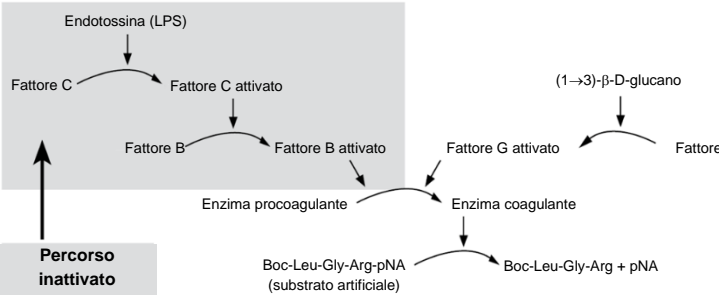 Endotossina (LPS)
Fattore C
Fattore C attivato
(1→3)-β-D-glucano
Fattore B
Fattore B attivato
Fattore G attivato
Fattore
Enzima procoagulante
Enzima coagulante
Percorso
inattivato
Boc-Leu-Gly-Arg-pNA
(substrato artificiale)
Boc-Leu-Gly-Arg + pNA